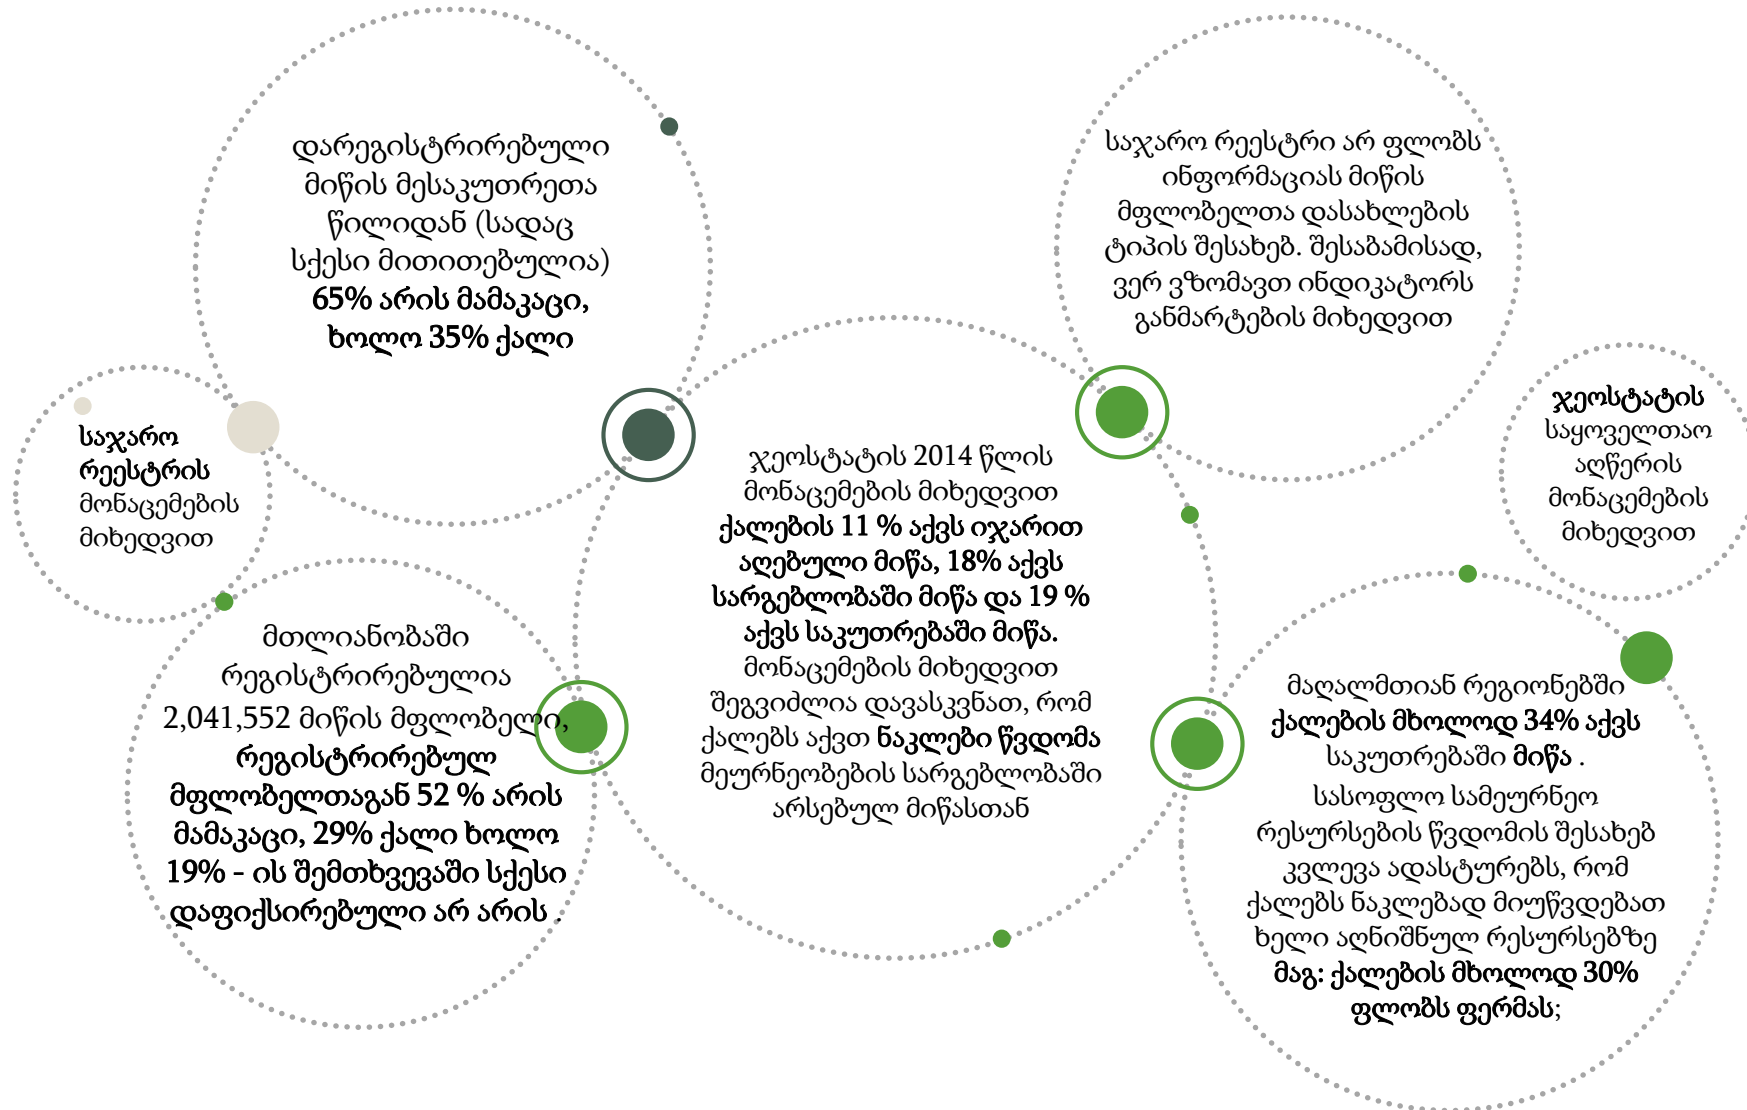 დარეგისტრირებული
მიწის მესაკუთრეთა
წილიდან (სადაც
სქესი მითითებულია)
65% არის მამაკაცი,
ხოლო 35% ქალი
საჯარო რეესტრი არ ფლობს
ინფორმაციას მიწის
მფლობელთა დასახლების
ტიპის შესახებ. შესაბამისად,
ვერ ვზომავთ ინდიკატორს
განმარტების მიხედვით
საჯარო
რეესტრის
მონაცემების
მიხედვით
ჯეოსტატის 2014 წლის
მონაცემების მიხედვით
ქალების 11 % აქვს იჯარით
აღებული მიწა, 18% აქვს
სარგებლობაში მიწა და 19 %
აქვს საკუთრებაში მიწა.
მონაცემების მიხედვით
შეგვიძლია დავასკვნათ, რომ
ქალებს აქვთ ნაკლები წვდომა
მეურნეობების სარგებლობაში
არსებულ მიწასთან
ჯეოსტატის
საყოველთაო
აღწერის
მონაცემების
მიხედვით
მთლიანობაში
რეგისტრირებულია
2,041,552 მიწის მფლობელი,
რეგისტრირებულ
მფლობელთაგან 52 % არის
მამაკაცი, 29% ქალი ხოლო
19% - ის შემთხვევაში სქესი
დაფიქსირებული არ არის .
მაღალმთიან რეგიონებში
ქალების მხოლოდ 34% აქვს
საკუთრებაში მიწა .
სასოფლო სამეურნეო
რესურსების წვდომის შესახებ
კვლევა ადასტურებს, რომ
ქალებს ნაკლებად მიუწვდებათ
ხელი აღნიშნულ რესურსებზე
მაგ: ქალების მხოლოდ 30%
ფლობს ფერმას;